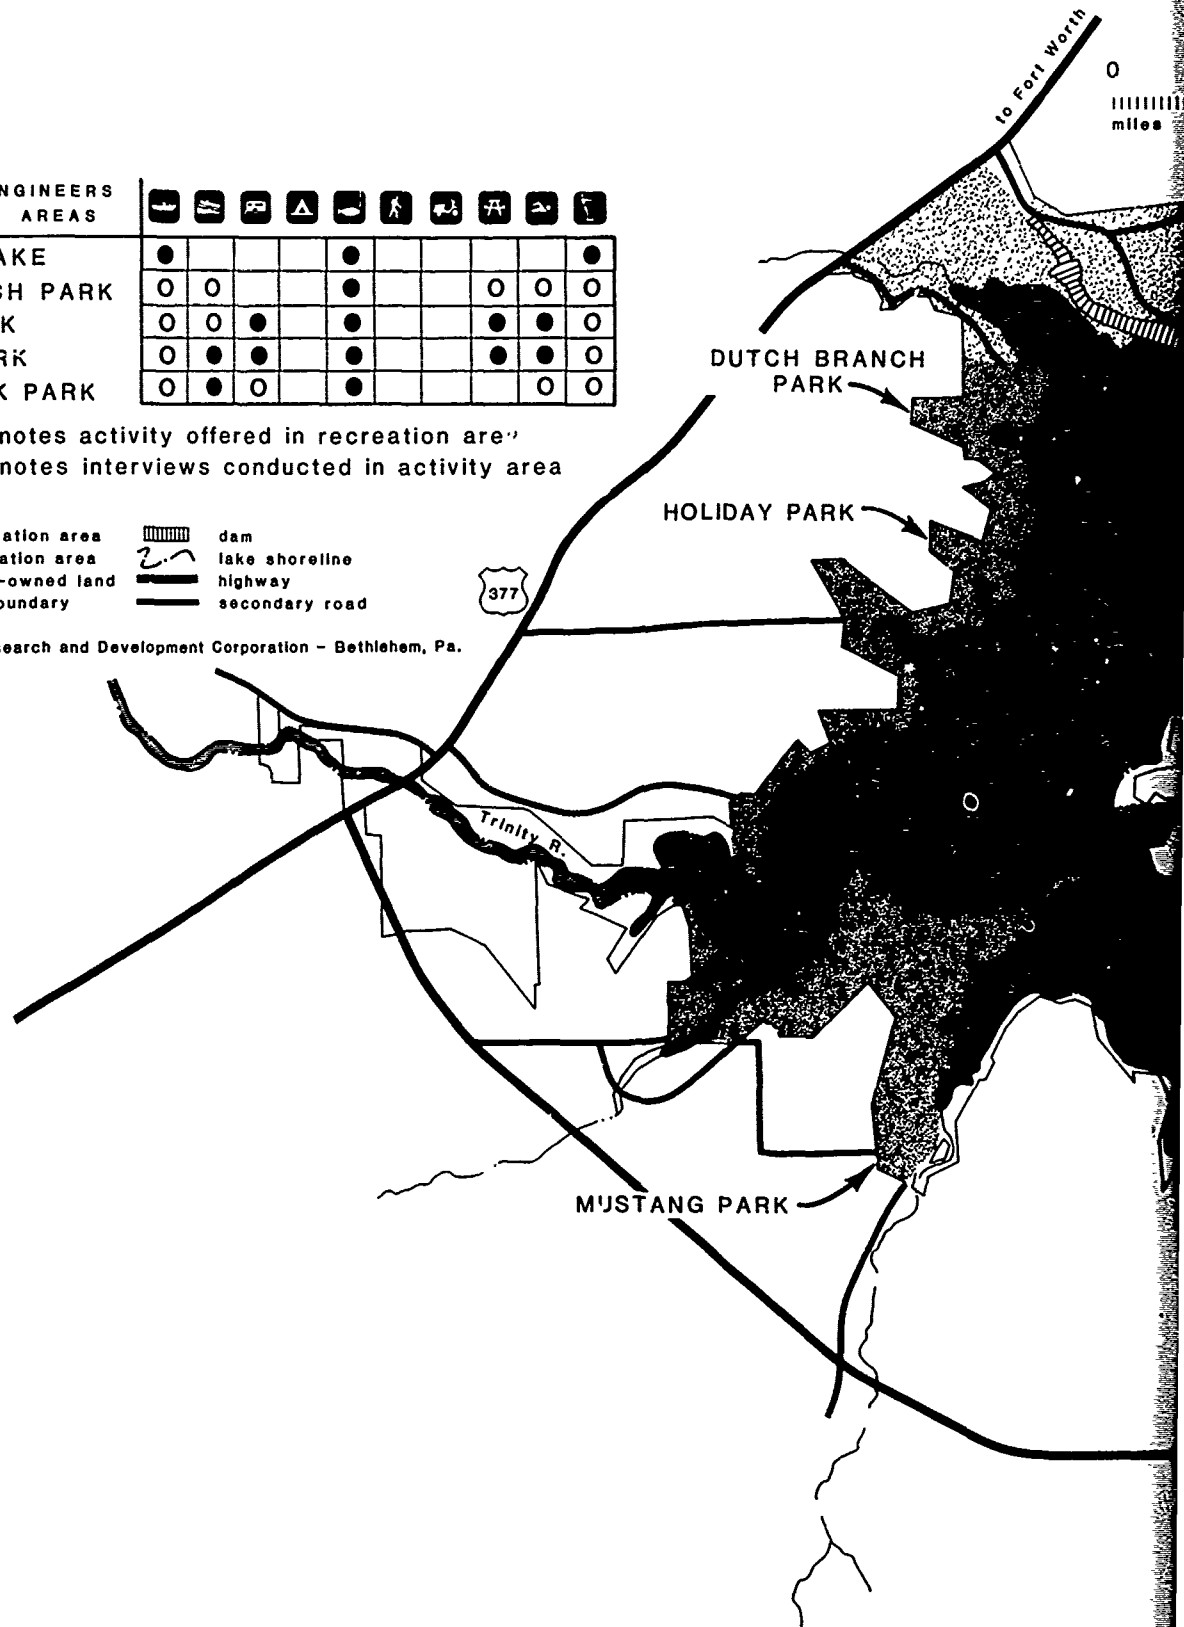 to Fort Worth
0
miles
NGINEERS
AREAS
AKE
CH PARK
K
RK
K PARK
notes activity offered in recreation are
notes interviews conducted in activity area
ation area
ation area
-owned land
oundary
dam
lake shoreline
highway
secondary road
search and Development Corporation - Bethlehem, Pa.
DUTCH BRANCH
PARK
HOLIDAY PARK
377
Trinity R.
MUSTANG PARK